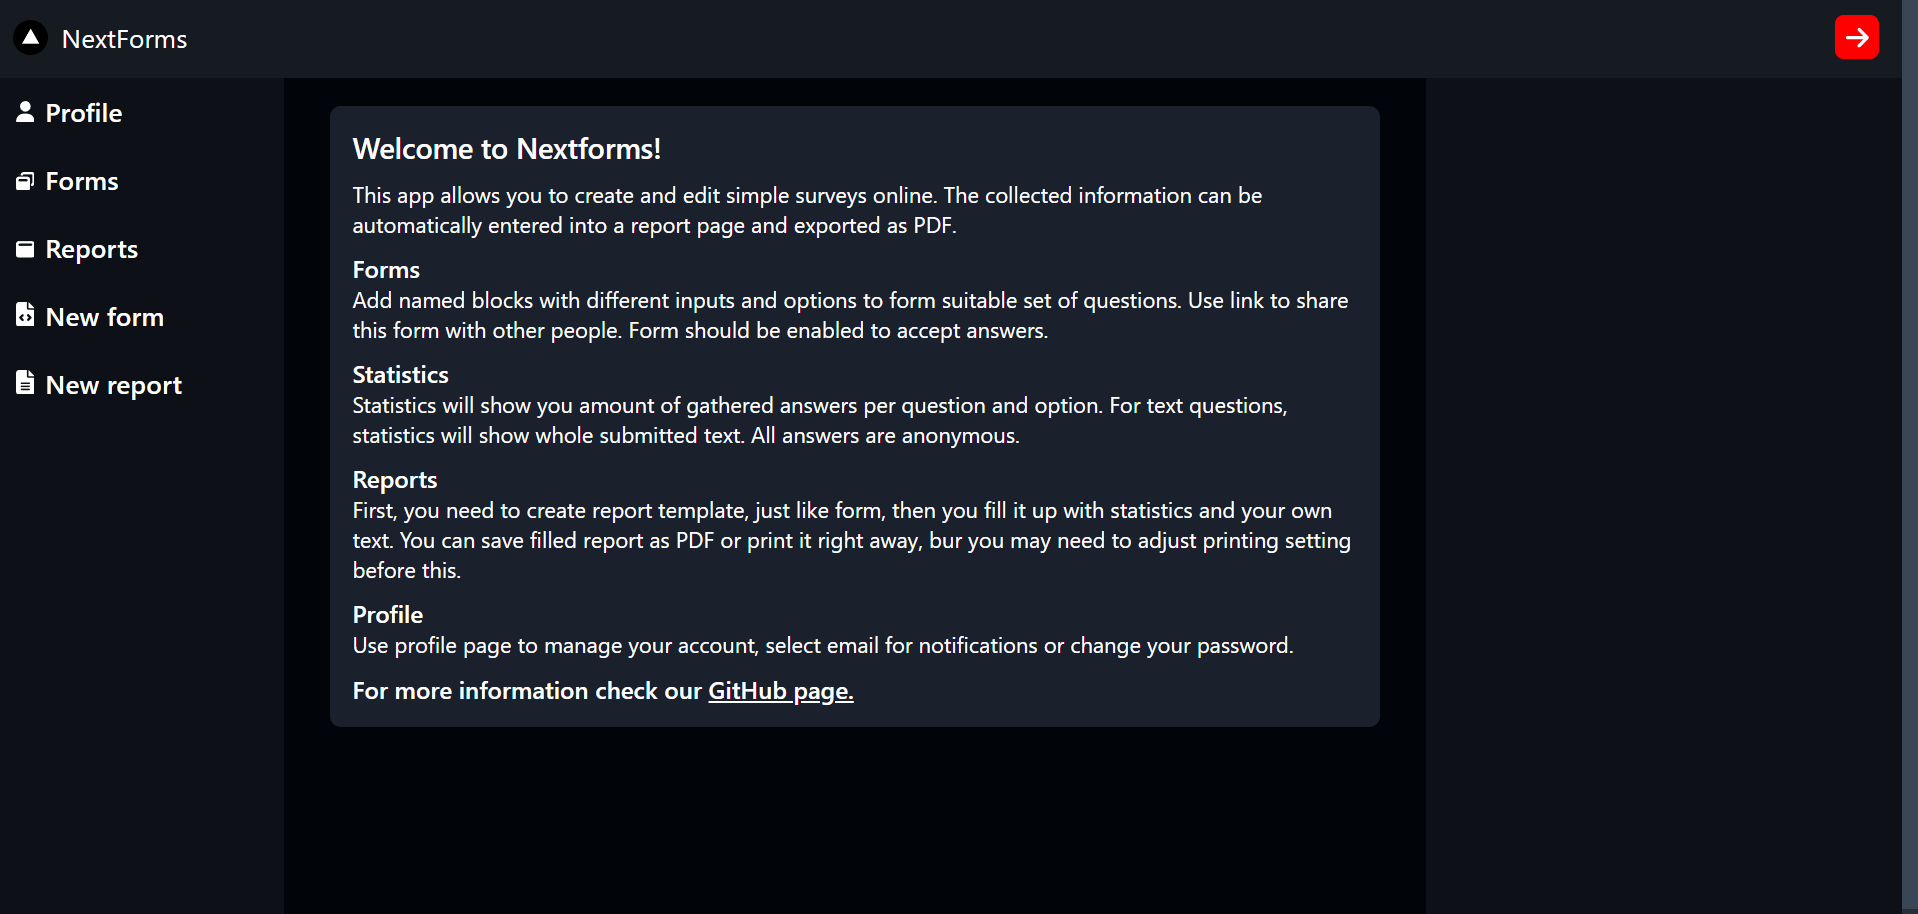 NextForms
Profile
Forms
Reports
New form
New report
Welcome to Nextforms!
This app allows you to create and edit simple surveys online. The collected information can be
automatically entered into a report page and exported as PDF.
Forms
Add named blocks with different inputs and options to form suitable set of questions. Use link to share
this form with other people. Form should be enabled to accept answers.
Statistics
Statistics will show you amount of gathered answers per question and option. For text questions,
statistics will show whole submitted text. All answers are anonymous.
Reports
First, you need to create report template, just like form, then you fill it up with statistics and your own
text. You can save filled report as PDF or print it right away, bur you may need to adjust printing setting
before this.
Profile
Use profile page to manage your account, select email for notifications or change your password.
For more information check our GitHub page.